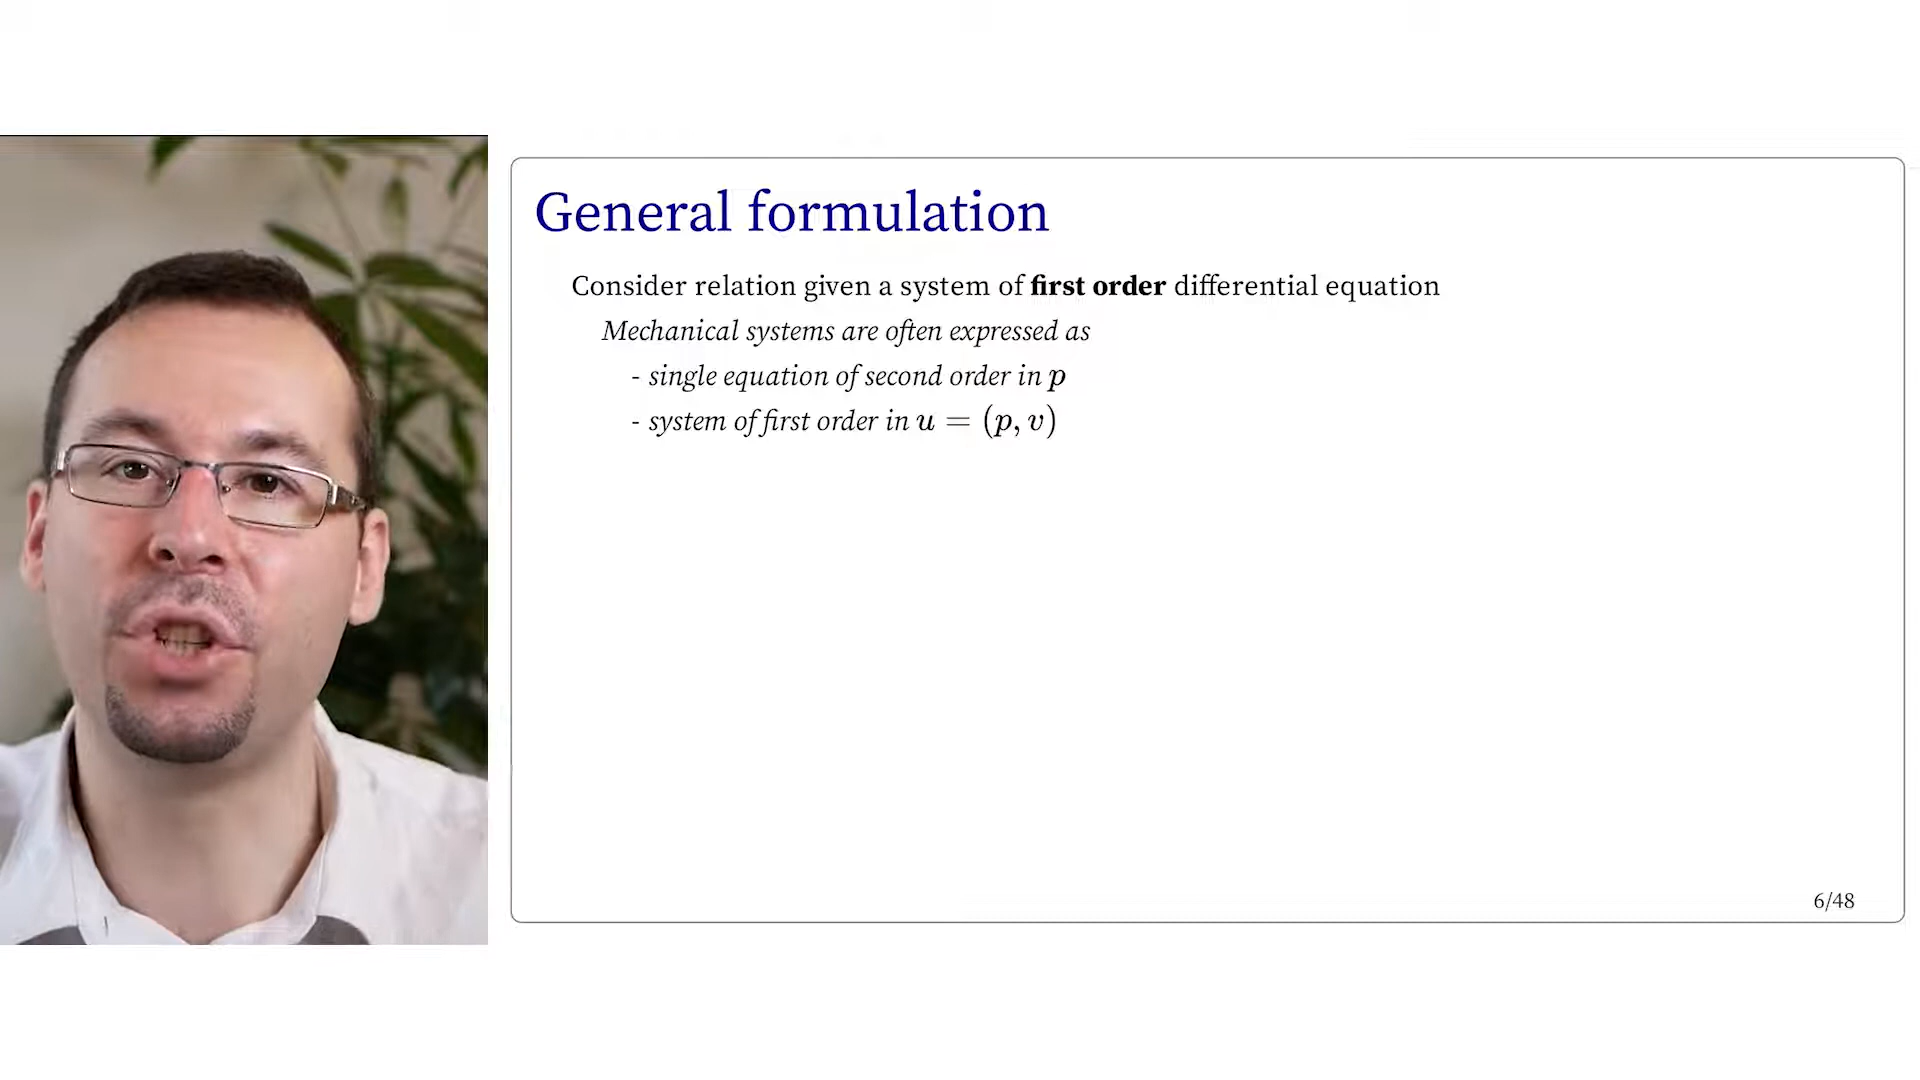 General formulation
Consider relation given a system of first order differential equation
Mechanical systems are often expressed as
- single equation of second order in p
- system of first order in u = (p, v)
6/48